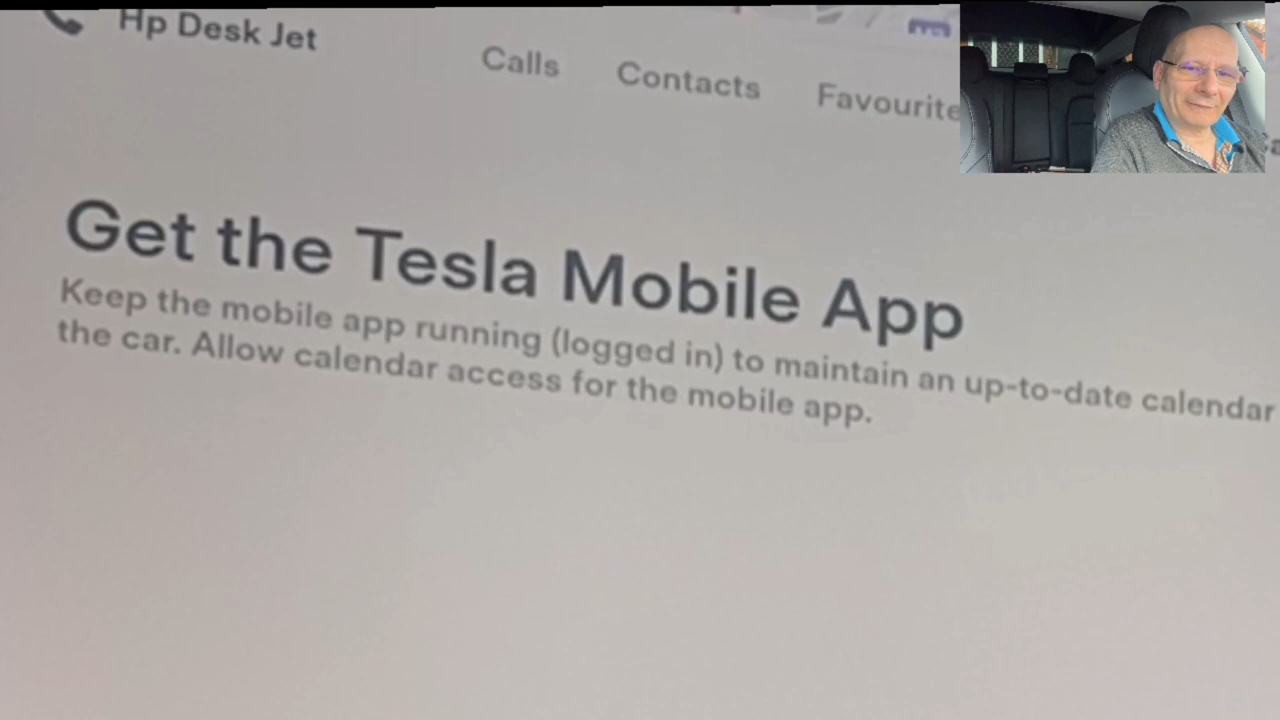 Hp Desk Jet
Calls Contacts Favourite
Get the Tesla Mobile App
Keep the mobile app running (logged in) to maintain an up-to-date calendar
the car. Allow calendar access for the mobile app.